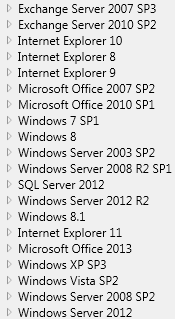 Exchange Server 2007 SP3
Exchange Server 2010 SP2
Internet Explorer 10
Internet Explorer 8
Internet Explorer 9
Microsoft Office 2007 SP2
Microsoft Office 2010 SP1
Windows 7 SP1
Windows 8
Windows Server 2003 SP2
Windows Server 2008 R2 SP1
SQL Server 2012
Windows Server 2012 R2
Windows 8.1
Internet Explorer 11
Microsoft Office 2013
Windows XP SP3
Windows Vista SP2
Windows Server 2008 SP2
Windows Server 2012